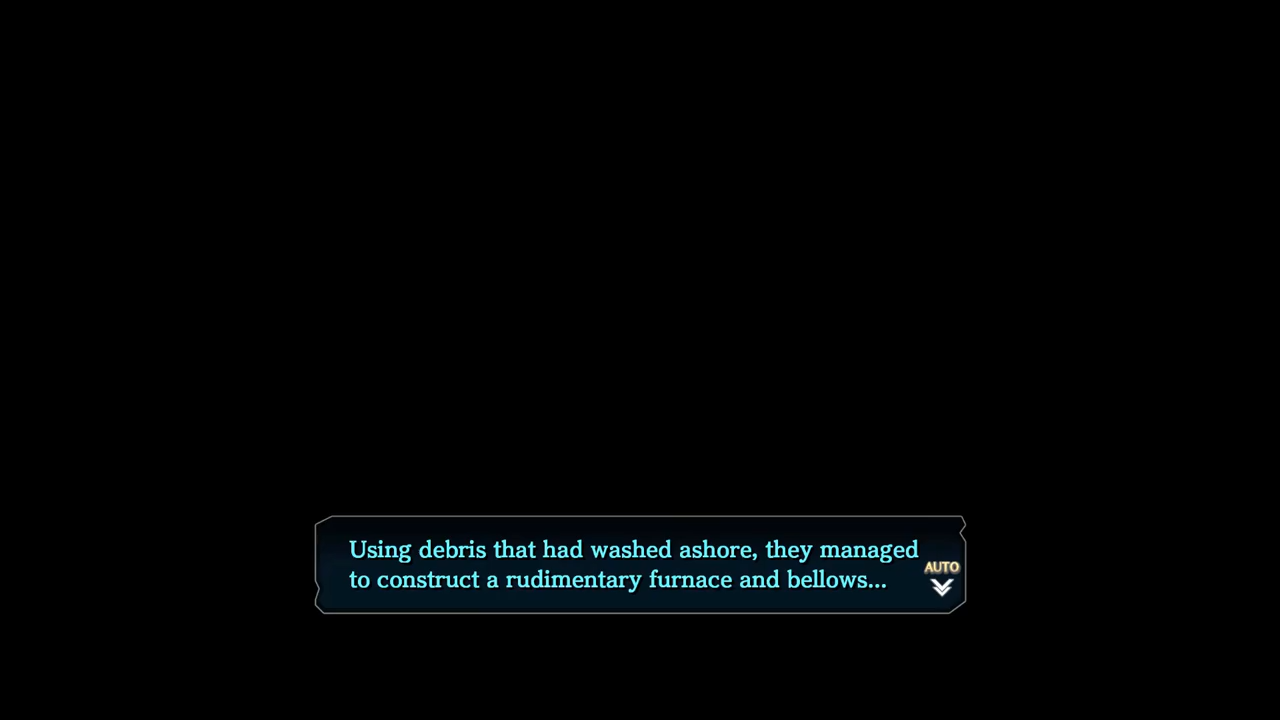 Using debris that had washed ashore, they managed
to construct a rudimentary furnace and bellows...
AUTO